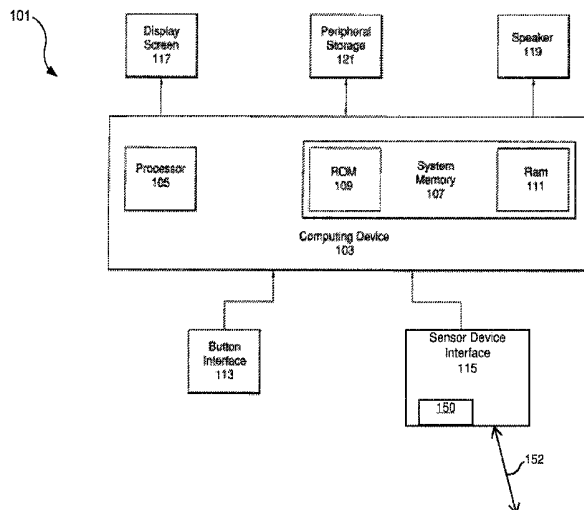 101
Display
Screen
117
Peripheral
Storage
121
Speaker
119
Processor
105
ROM
109
System
Memory
107
Ram
111
Computing Device
103
Button
Interface
113
Sensor Device
Interface
115
150
152